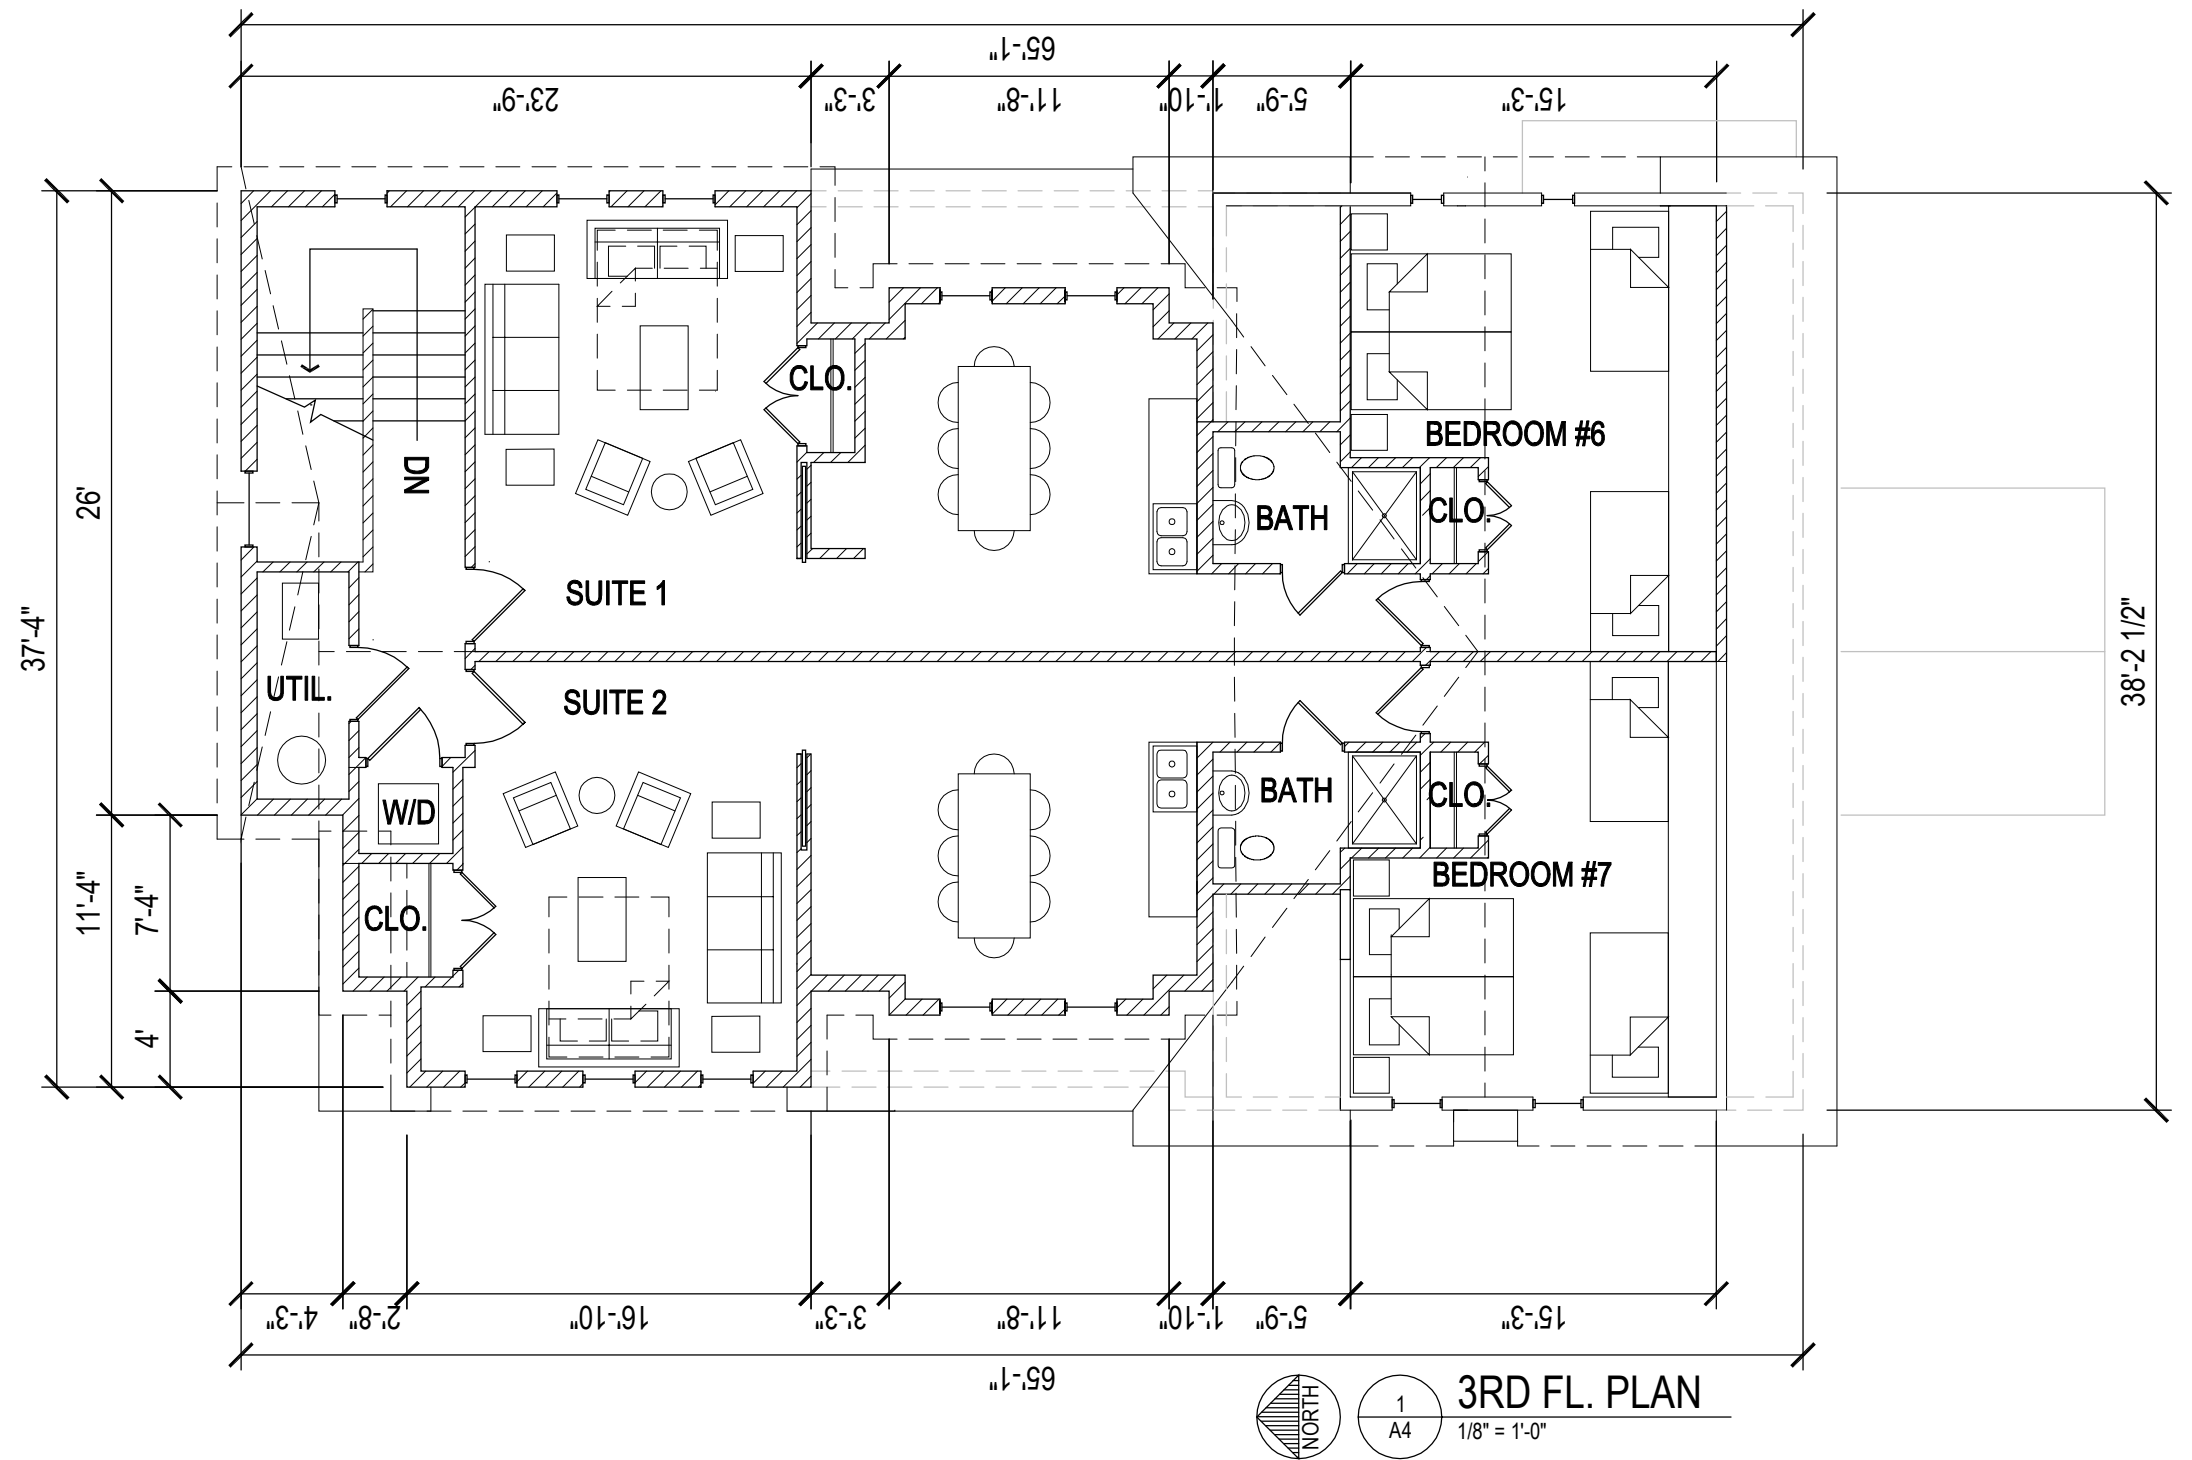 65'-1"
23'-9"
3'-3"
11'-8"
1'-10"
5'-9"
15'-3"
CLO.
BEDROOM #6
DN
26'
BATH
CLO.
SUITE 1
37'-4"
38'-2 1/2"
UTIL.
SUITE 2
W/D
BATH
CLO.
BEDROOM #7
11'-4"
7'-4"
CLO.
4'
4'-3"
2'-8"
16'-10"
3'-3"
11'-8"
1'-10"
5'-9"
15'-3"
65'-1"
NORTH
1
A4
3RD FL. PLAN
1/8" = 1'-0"